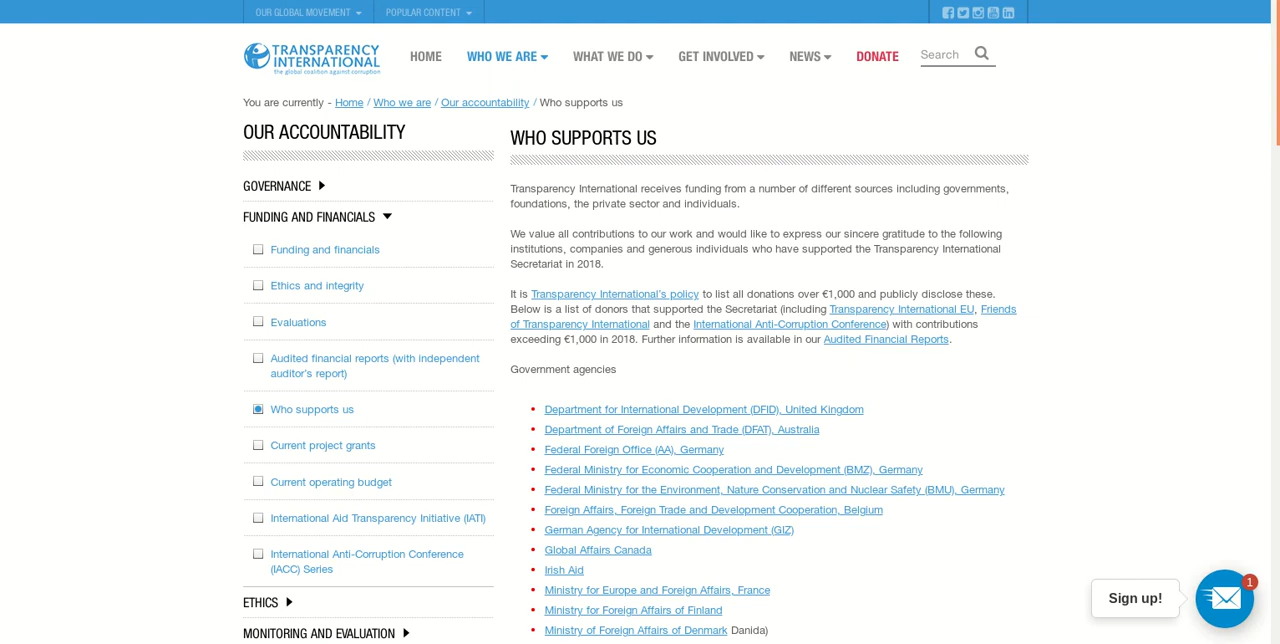 OUR GLOBAL MOVEMENT POPULAR CONTENT
TRANSPARENCY
INTERNATIONAL
the global coalition against corruption
HOME WHO WE ARE WHAT WE DO GET INVOLVED NEWS DONATE Search
You are currently - Home / Who we are / Our accountability / Who supports us
OUR ACCOUNTABILITY
GOVERNANCE
FUNDING AND FINANCIALS
Funding and financials
Ethics and integrity
Evaluations
Audited financial reports (with independent
auditor's report)
Who supports us
Current project grants
Current operating budget
International Aid Transparency Initiative (IATI)
International Anti-Corruption Conference
(IACC) Series
ETHICS
MONITORING AND EVALUATION
WHO SUPPORTS US
Transparency International receives funding from a number of different sources including governments,
foundations, the private sector and individuals.
We value all contributions to our work and would like to express our sincere gratitude to the following
institutions, companies and generous individuals who have supported the Transparency International
Secretariat in 2018.
It is Transparency International's policy to list all donations over €1,000 and publicly disclose these.
Below is a list of donors that supported the Secretariat (including Transparency International EU, Friends
of Transparency International and the International Anti-Corruption Conference) with contributions
exceeding €1,000 in 2018. Further information is available in our Audited Financial Reports.
Government agencies
Department for International Development (DFID), United Kingdom
Department of Foreign Affairs and Trade (DFAT), Australia
Federal Foreign Office (AA), Germany
Federal Ministry for Economic Cooperation and Development (BMZ), Germany
Federal Ministry for the Environment, Nature Conservation and Nuclear Safety (BMU), Germany
Foreign Affairs, Foreign Trade and Development Cooperation, Belgium
German Agency for International Development (GIZ)
Global Affairs Canada
Irish Aid
Ministry for Europe and Foreign Affairs, France
Ministry for Foreign Affairs of Finland
Ministry of Foreign Affairs of Denmark Danida)
Sign up!
1